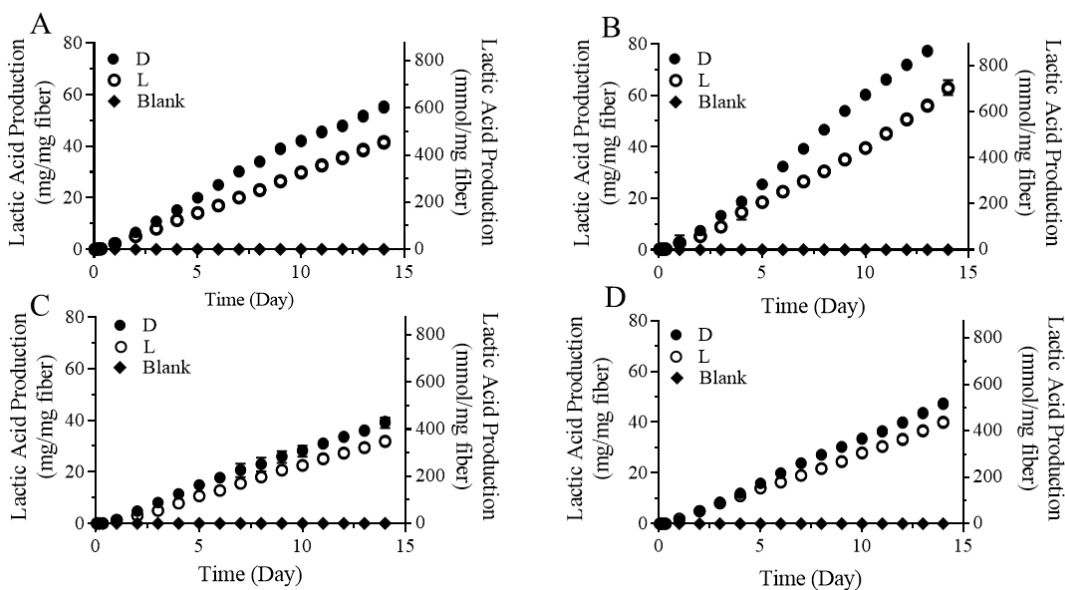 A
Lactic Acid Production
(mg/mg fiber)
80
60
40
20
0
D
L
Blank
800
600
400
200
0
Lactic Acid Production
(mmol/mg fiber)
0 5 10 15
Time (Day)
B
Lactic Acid Production
(mg/mg fiber)
80
60
40
20
0
D
L
Blank
800
600
400
200
0
Lactic Acid Production
(mmol/mg fiber)
0 5 10 15
Time (Day)
C
Lactic Acid Production
(mg/mg fiber)
80
60
40
20
0
D
L
Blank
800
600
400
200
0
Lactic Acid Production
(mmol/mg fiber)
0 5 10 15
Time (Day)
D
Lactic Acid Production
(mg/mg fiber)
80
60
40
20
0
D
L
Blank
800
600
400
200
0
Lactic Acid Production
(mmol/mg fiber)
0 5 10 15
Time (Day)